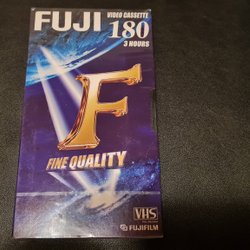 FUJI
VIDEO CASSETTE
180
3 HOURS
F
FINE QUALITY
VHS
FUJIFILM